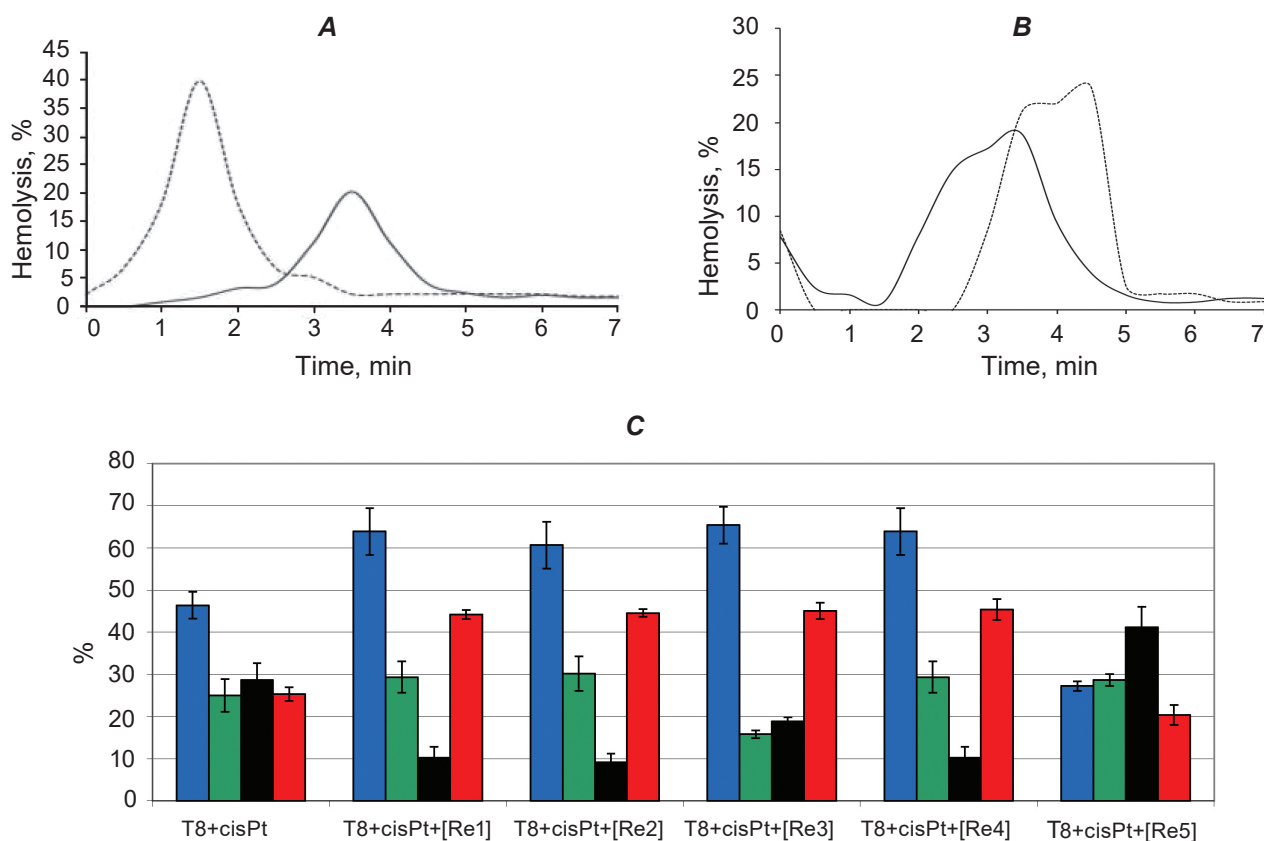 A
45
40
35
30
25
20
15
10
5
0
Hemolysis, %
0 1 2 3 4 5 6 7
Time, min
B
30
25
20
15
10
5
0
Hemolysis, %
0 1 2 3 4 5 6 7
Time, min
C
80
70
60
50
40
30
20
10
0
%
T8+cisPt T8+cisPt+[Re1] T8+cisPt+[Re2] T8+cisPt+[Re3] T8+cisPt+[Re4] T8+cisPt+[Re5]